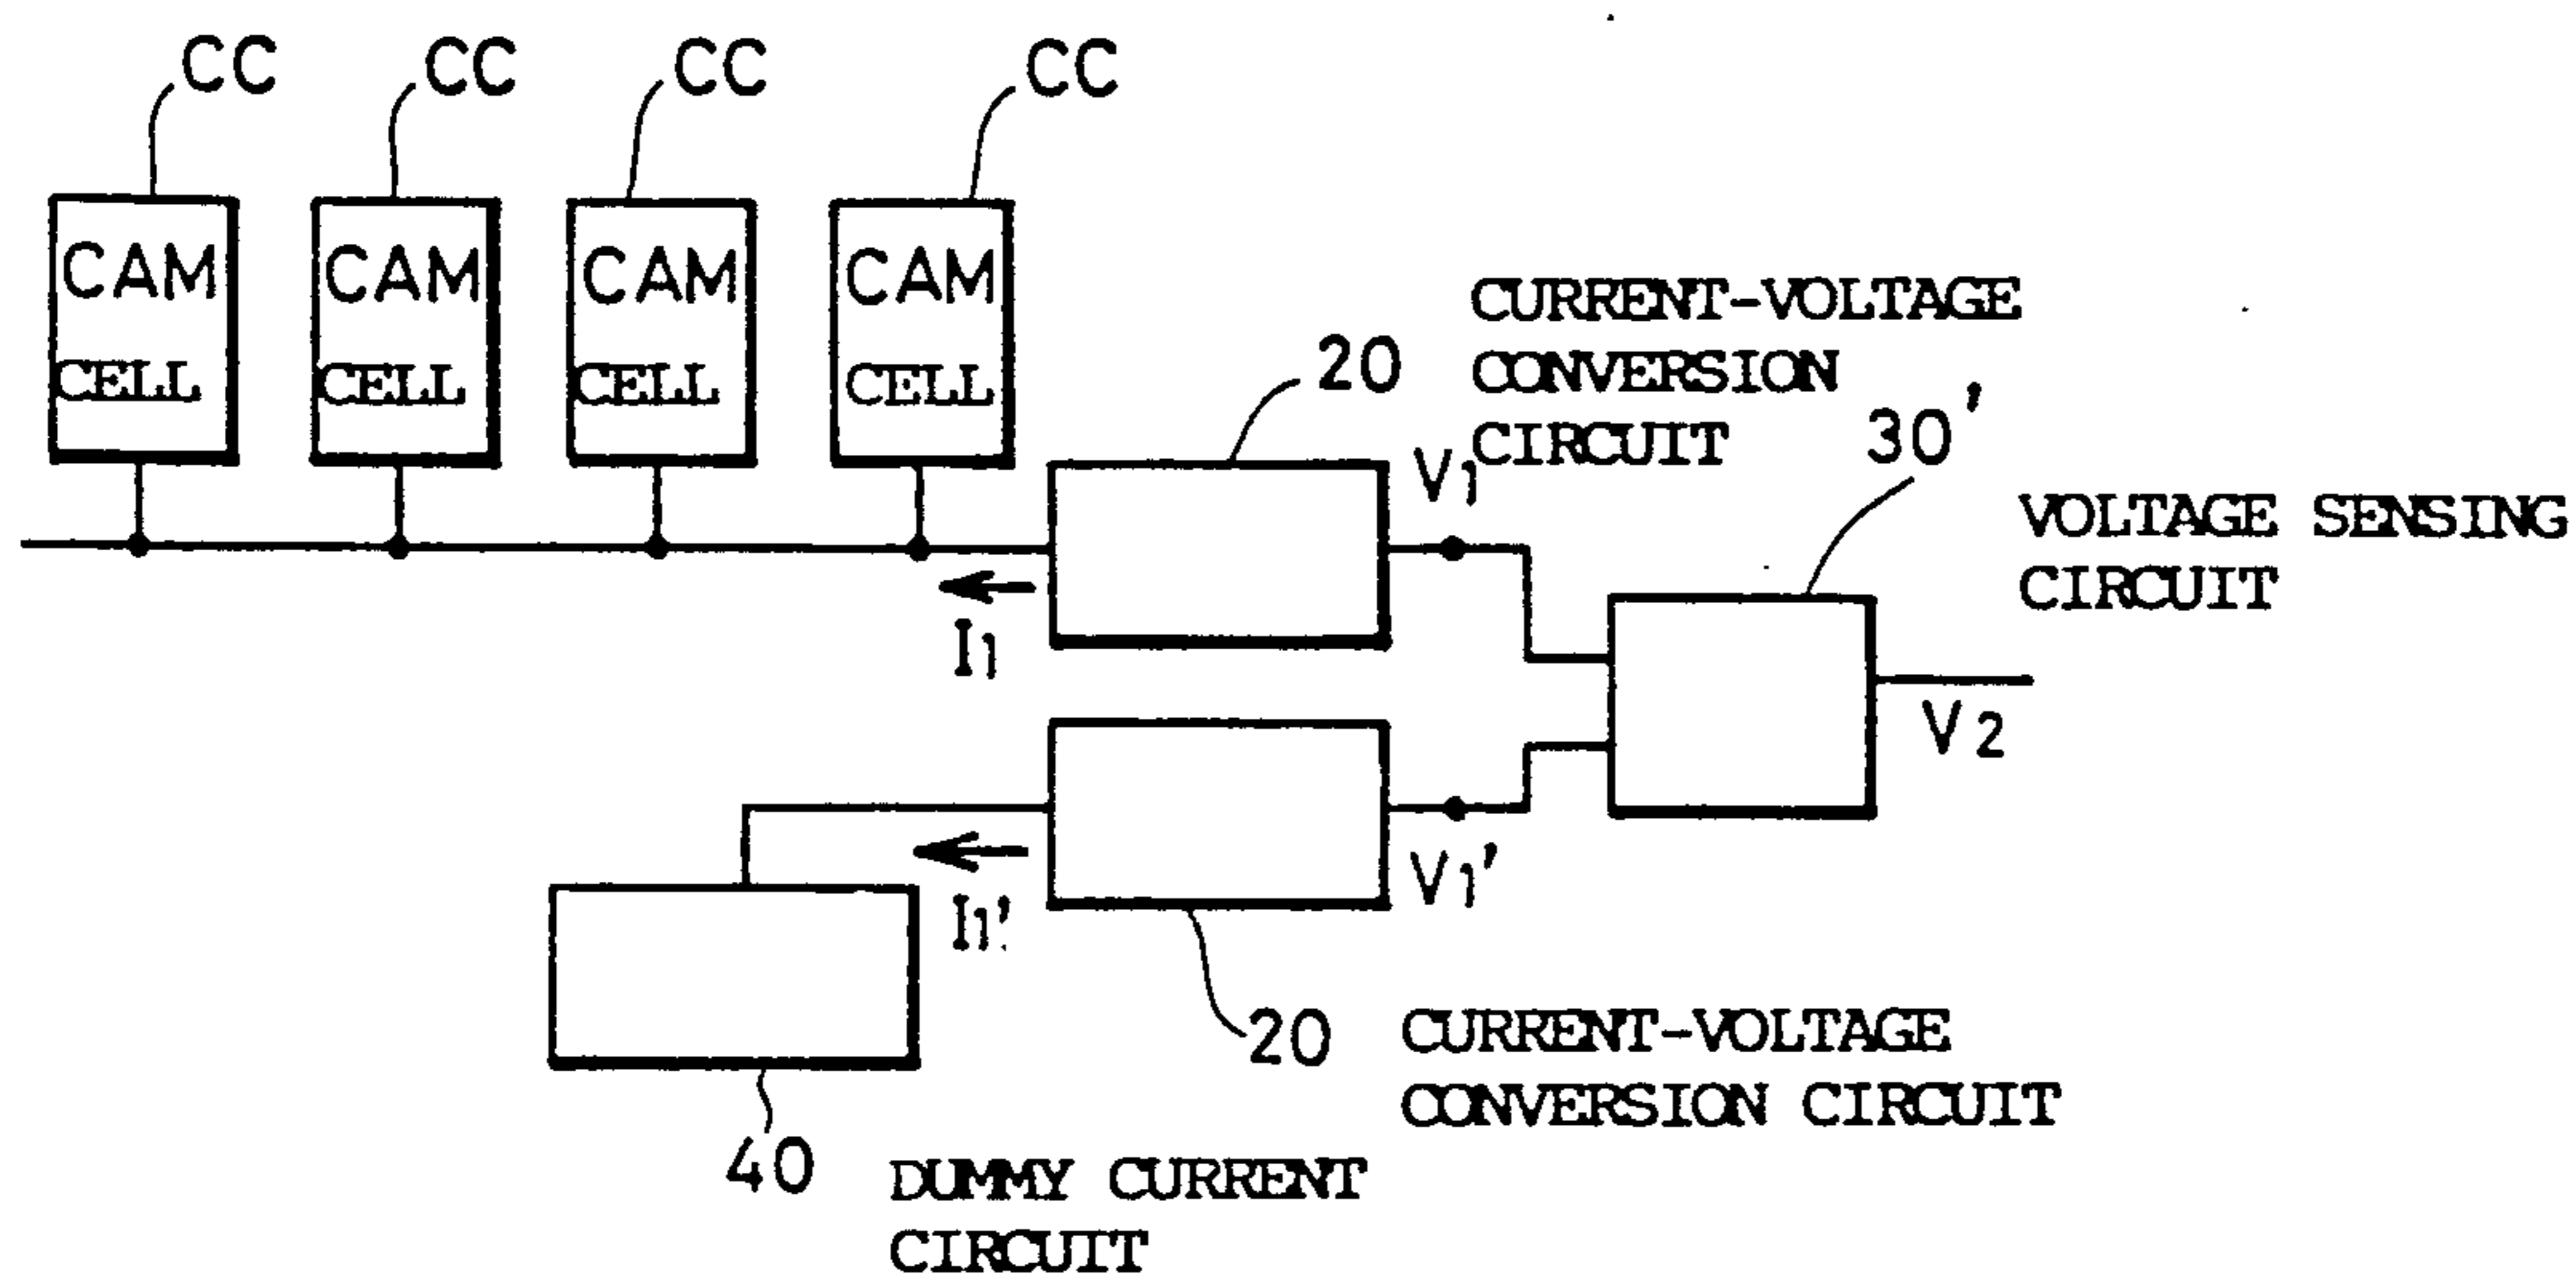 CC CC CC CC
CAM CAM CAM CAM
CELL CELL CELL CELL
CURRENT-VOLTAGE
CONVERSION
CIRCUIT
20
30'
V1
VOLTAGE SENSING
CIRCUIT
I1
V2
V1'
I1'
20
CURRENT-VOLTAGE
CONVERSION CIRCUIT
40
DUMMY CURRENT
CIRCUIT